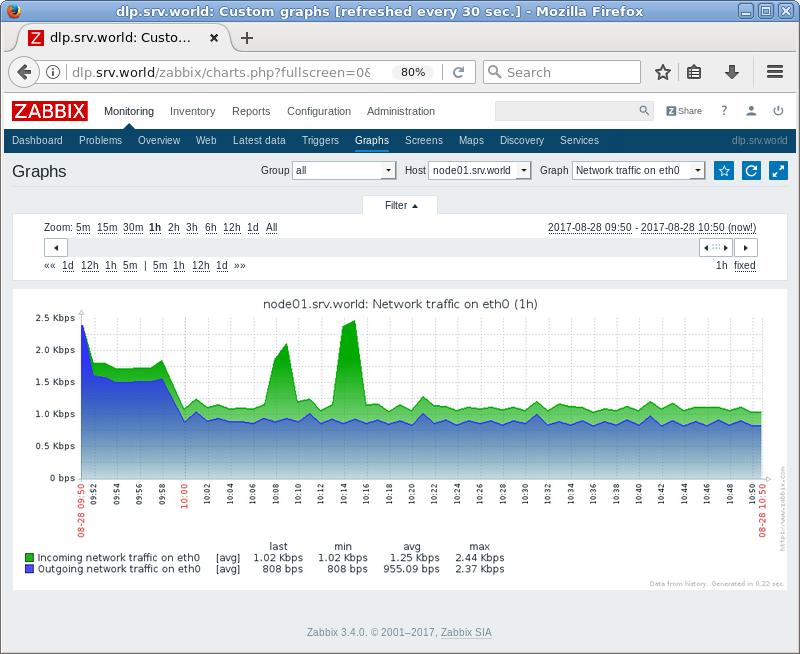 dlp.srv.world: Custom graphs [refreshed every 30 sec.] - Mozilla Firefox
Z dlp.srv.world: Custo...
dlp.srv.world/zabbix/charts.php?fullscreen=0& 80% Search
ZABBIX Monitoring Inventory Reports Configuration Administration Z Share ?
Dashboard Problems Overview Web Latest data Triggers Graphs Screens Maps Discovery Services dlp.srv.world
Graphs Group all Host node01.srv.world Graph Network traffic on eth0
Filter
Zoom: 5m 15m 30m 1h 2h 3h 6h 12h 1d All 2017-08-28 09:50 - 2017-08-28 10:50 (now!)
«« 1d 12h 1h 5m | 5m 1h 12h 1d »» 1h fixed
node01.srv.world: Network traffic on eth0 (1h)
2.5 Kbps
2.0 Kbps
1.5 Kbps
1.0 Kbps
0.5 Kbps
0 bps
08-28 09:50 09:52 09:54 09:56 09:58 10:00 10:02 10:04 10:06 10:08 10:10 10:12 10:14 10:16 10:18 10:20 10:22 10:24 10:26 10:28 10:30 10:32 10:34 10:36 10:38 10:40 10:42 10:44 10:46 10:48 10:50 08-28 10:50
http://www.zabbix.com
last min avg max
Incoming network traffic on eth0 [avg] 1.02 Kbps 1.02 Kbps 1.25 Kbps 2.44 Kbps
Outgoing network traffic on eth0 [avg] 808 bps 808 bps 955.09 bps 2.37 Kbps
Data from history. Generated in 0.22 sec.
Zabbix 3.4.0. © 2001–2017, Zabbix SIA